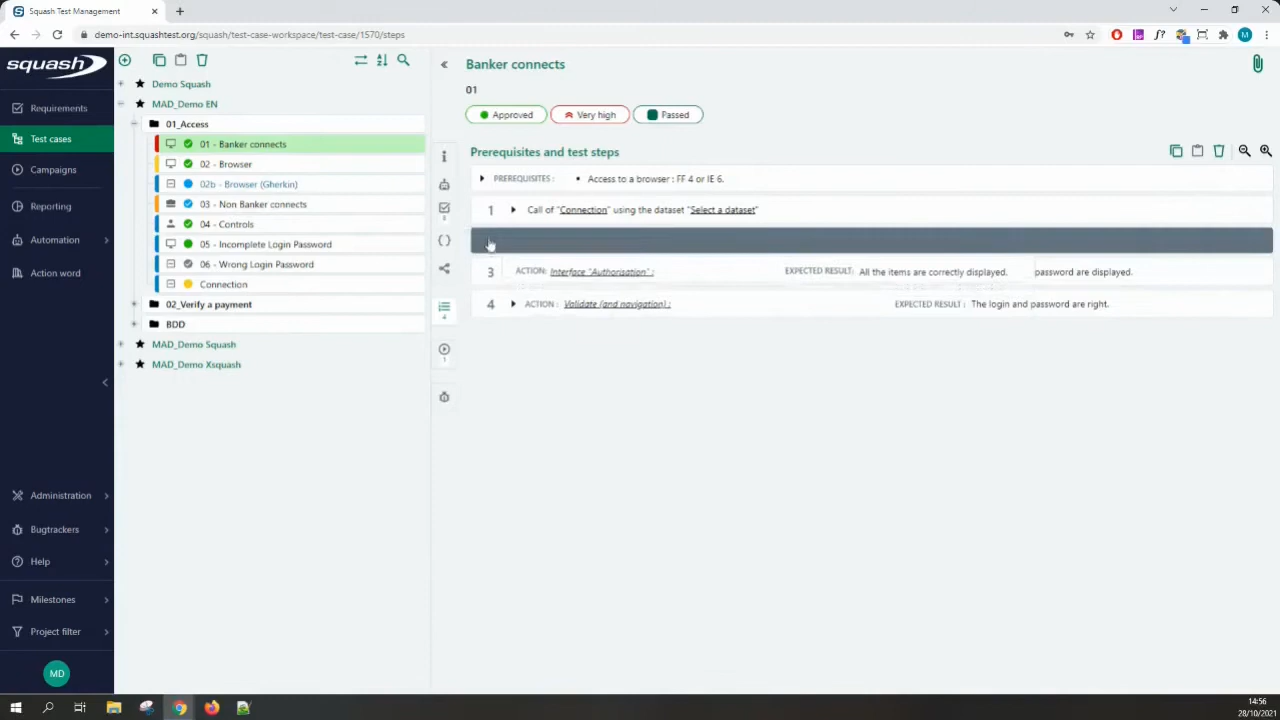 Squash Test Management
demo-int.squashtest.org/squash/test-case-workspace/test-case/1570/steps
M
squash
Requirements
Test cases
Campaigns
Reporting
Automation
Action word
Administration
Bugtrackers
Help
Milestones
Project filter
MD
Demo Squash
MAD_Demo EN
01_Access
01 - Banker connects
02 - Browser
02b - Browser (Gherkin)
03 - Non Banker connects
04 - Controls
05 - Incomplete Login Password
06 - Wrong Login Password
Connection
02_Verify a payment
BDD
MAD_Demo Squash
MAD_Demo Xsquash
Banker connects
01
Approved
Very high
Passed
Prerequisites and test steps
PREREQUISITES : • Access to a browser : FF 4 or IE 6.
1 Call of "Connection" using the dataset "Select a dataset"
3 ACTION: Interface "Authorisation" : EXPECTED RESULT: All the items are correctly displayed. password are displayed.
4 ACTION : Validate (and navigation) : EXPECTED RESULT : The login and password are right.
14:56
28/10/2021